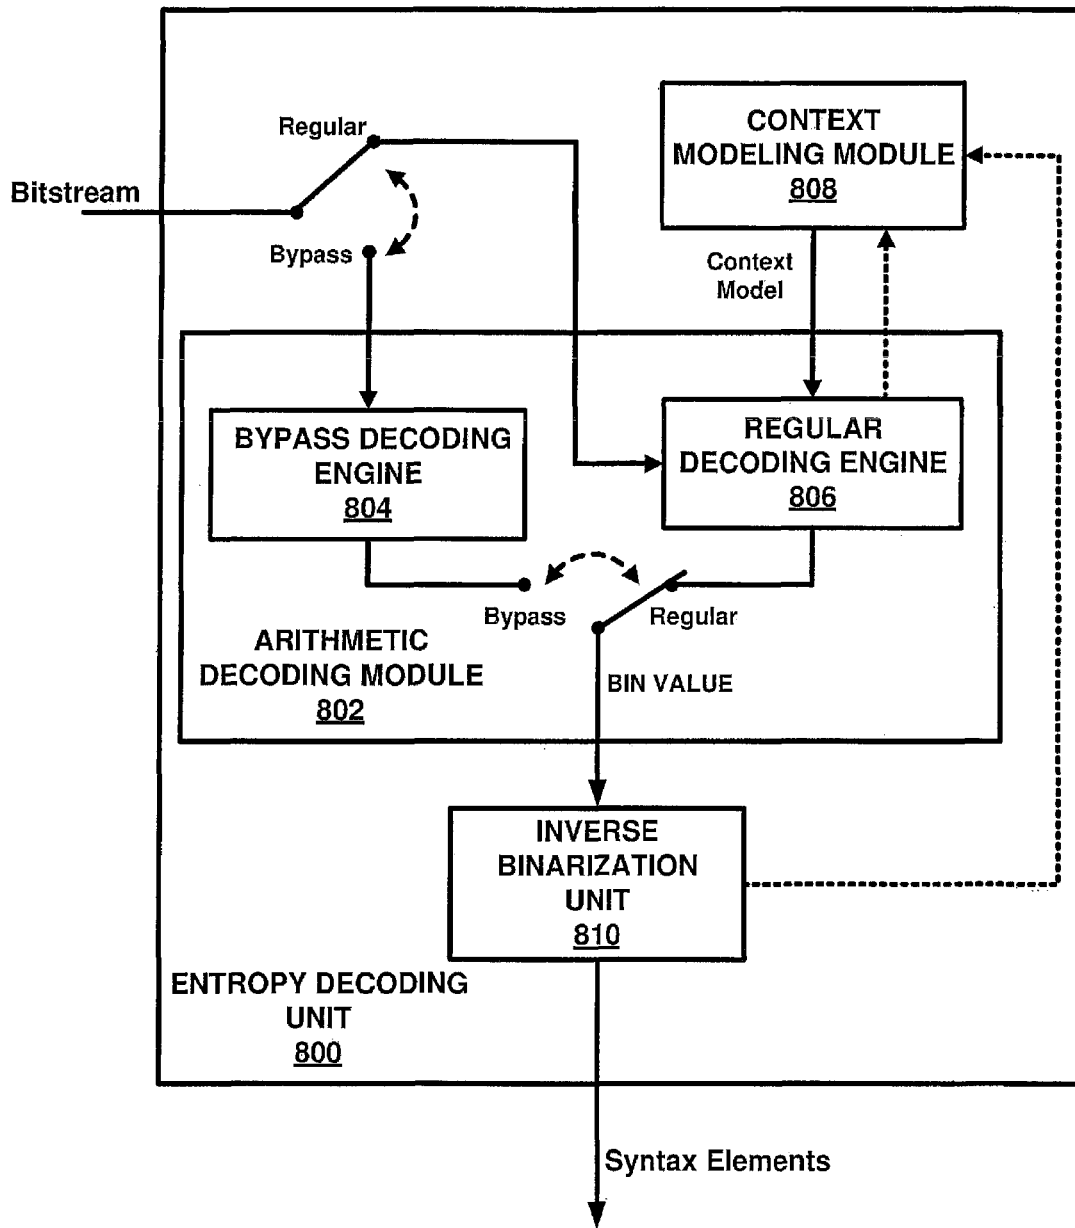 Regular
Bitstream
Bypass
CONTEXT
MODELING MODULE
808
Context
Model
BYPASS DECODING
ENGINE
804
REGULAR
DECODING ENGINE
806
Bypass
Regular
ARITHMETIC
DECODING MODULE
802
BIN VALUE
INVERSE
BINARIZATION
UNIT
810
ENTROPY DECODING
UNIT
800
Syntax Elements